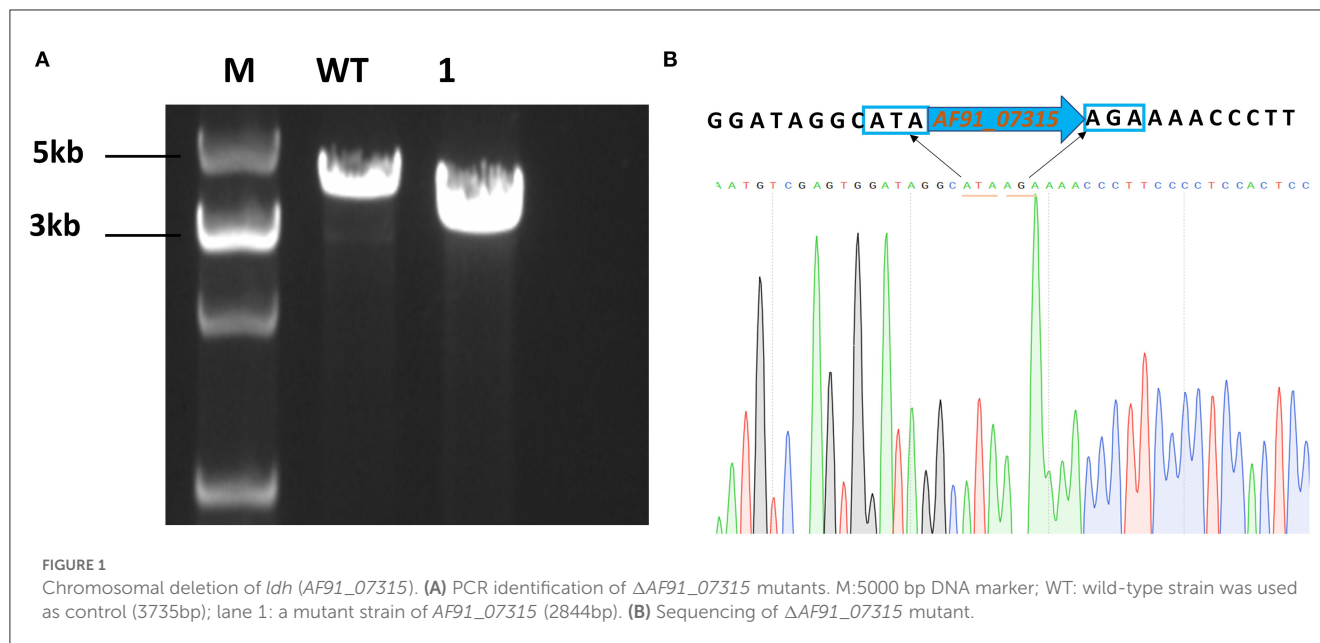 A
M WT 1
5kb
3kb
B
GGATAGGCATA AF91_07315 AGAAAACCCTT
AATGTCGAGTGGATAGGCATAAGAAAACCCTTCCCCTCCACTCC
FIGURE 1
Chromosomal deletion of ldh (AF91_07315). (A) PCR identification of ΔAF91_07315 mutants. M:5000 bp DNA marker; WT: wild-type strain was used
as control (3735bp); lane 1: a mutant strain of AF91_07315 (2844bp). (B) Sequencing of ΔAF91_07315 mutant.